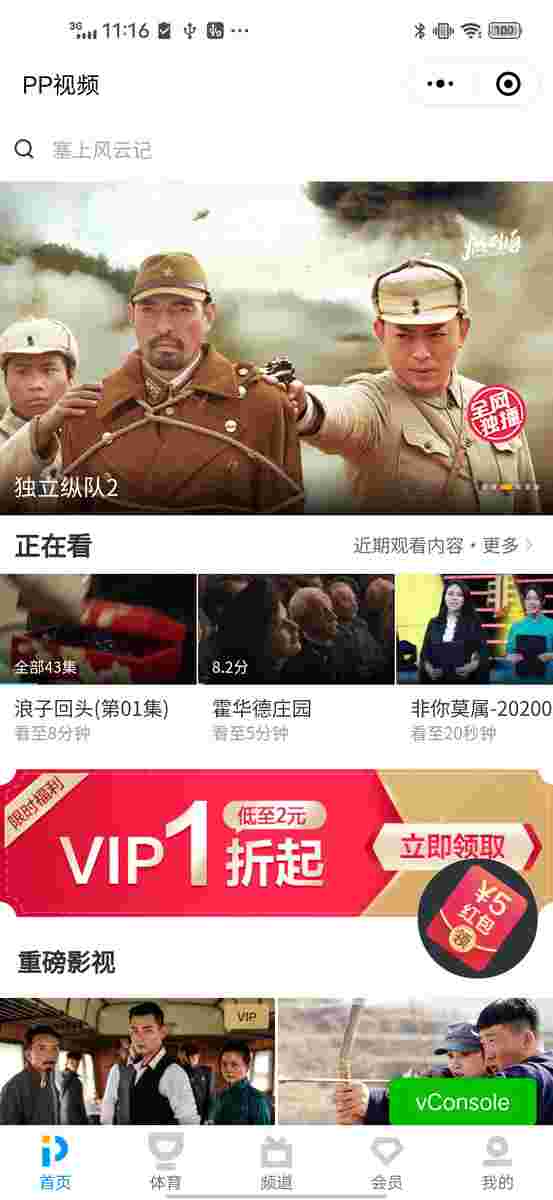 3G 11:16 100
PP视频
塞上风云记
全网
独播
独立纵队2
正在看
近期观看内容·更多
全部43集
8.2分
浪子回头(第01集)
霍华德庄园
非你莫属-20200
看至8分钟
看至5分钟
看至20秒钟
限时福利
VIP1折起
低至2元
立即领取
¥5
红包
领
重磅影视
VIP
vConsole
首页
体育
频道
会员
我的